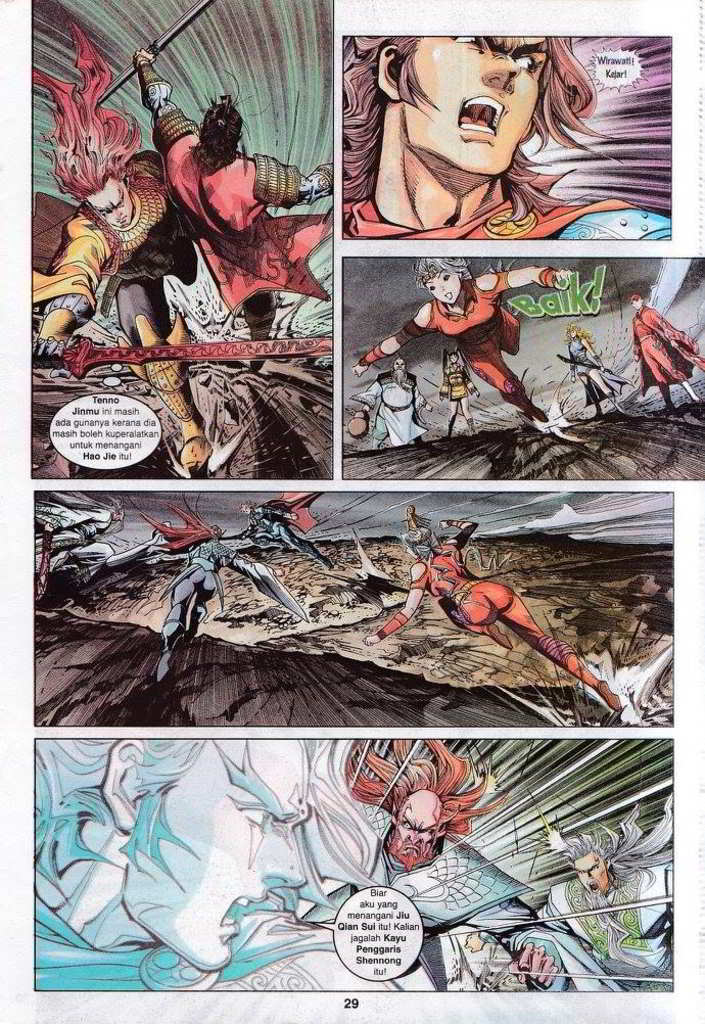 Tenno
Jinmu ini masih
ada gunanya kerana dia
masih boleh kuperalatkan
untuk menangani
Hao Jie itu!
Wirawati!
Kejar!
Baik!
Biar
aku yang
menangani Jiu
Qian Sui itu! Kalian
jagalah Kayu
Penggaris
Shennong
itu!
29